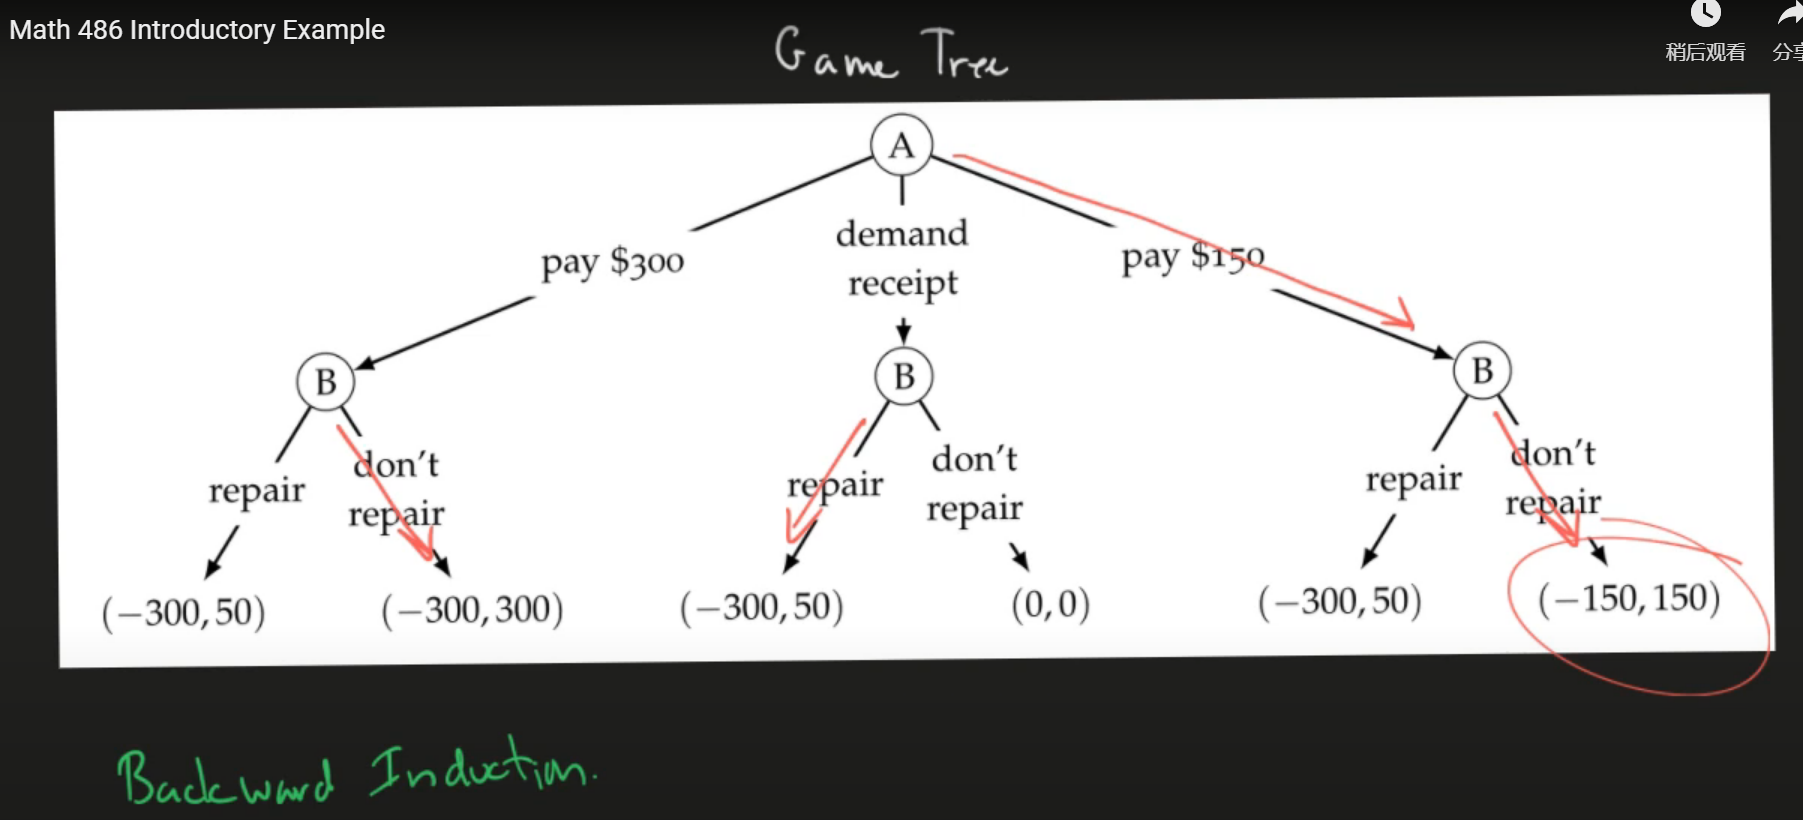 Math 486 Introductory Example
稍后观看
分享
Game Tree
A
demand
receipt
pay $300
pay $150
B
B
B
repair
don't
repair
repair
don't
repair
repair
don't
repair
(−300, 50)
(−300, 300)
(−300, 50)
(0, 0)
(−300, 50)
(−150, 150)
Backward Induction.